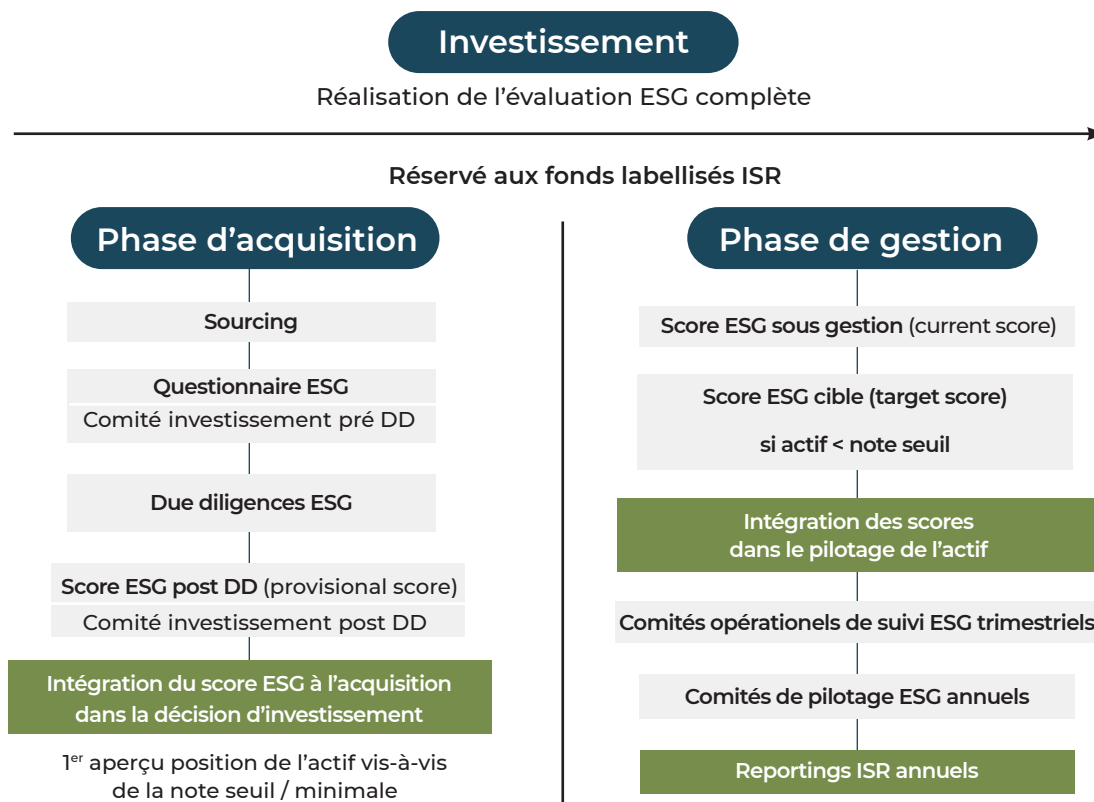 Investissement
Réalisation de l’évaluation ESG complète
Réservé aux fonds labellisés ISR
Phase d’acquisition
Sourcing
Questionnaire ESG
Comité investissement pré DD
Due diligences ESG
Score ESG post DD (provisional score)
Comité investissement post DD
Intégration du score ESG à l’acquisition
dans la décision d’investissement
1er aperçu position de l’actif vis-à-vis
de la note seuil / minimale
Phase de gestion
Score ESG sous gestion (current score)
Score ESG cible (target score)
si actif < note seuil
Intégration des scores
dans le pilotage de l’actif
Comités opérationels de suivi ESG trimestriels
Comités de pilotage ESG annuels
Reportings ISR annuels